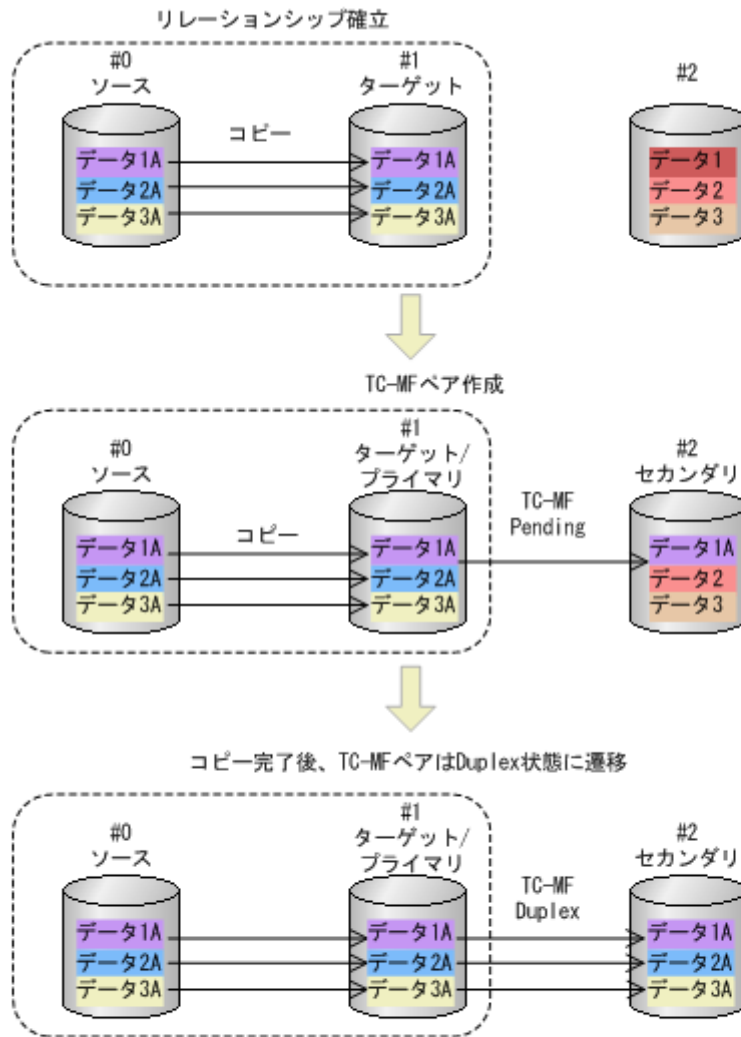 リレーションシップ確立
#0
ソース
#1
ターゲット
#2
コピー
データ1A
データ2A
データ3A
データ1A
データ2A
データ3A
データ1
データ2
データ3
TC-MFペア作成
#0
ソース
#1
ターゲット/
プライマリ
#2
セカンダリ
コピー
TC-MF
Pending
データ1A
データ2A
データ3A
データ1A
データ2A
データ3A
データ1A
データ2
データ3
コピー完了後、TC-MFペアはDuplex状態に遷移
#0
ソース
#1
ターゲット/
プライマリ
#2
セカンダリ
TC-MF
Duplex
データ1A
データ2A
データ3A
データ1A
データ2A
データ3A
データ1A
データ2A
データ3A